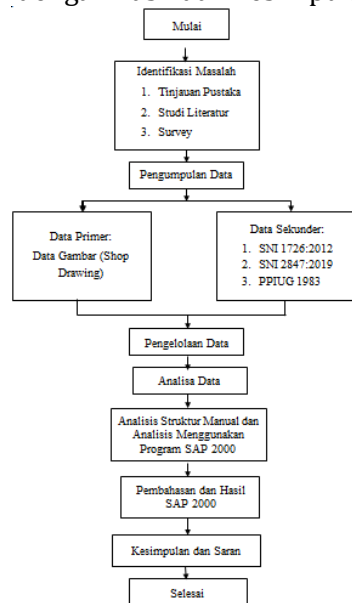 Mulai
Identifikasi Masalah
1. Tinjauan Pustaka
2. Studi Literatur
3. Survey
Pengumpulan Data
Data Primer:
Data Gambar (Shop
Drawing)
Data Sekunder:
1. SNI 1726:2012
2. SNI 2847:2019
3. PPIUG 1983
Pengelolaan Data
Analisa Data
Analisis Struktur Manual dan
Analisis Menggunakan
Program SAP 2000
Pembahasan dan Hasil
SAP 2000
Kesimpulan dan Saran
Selesai